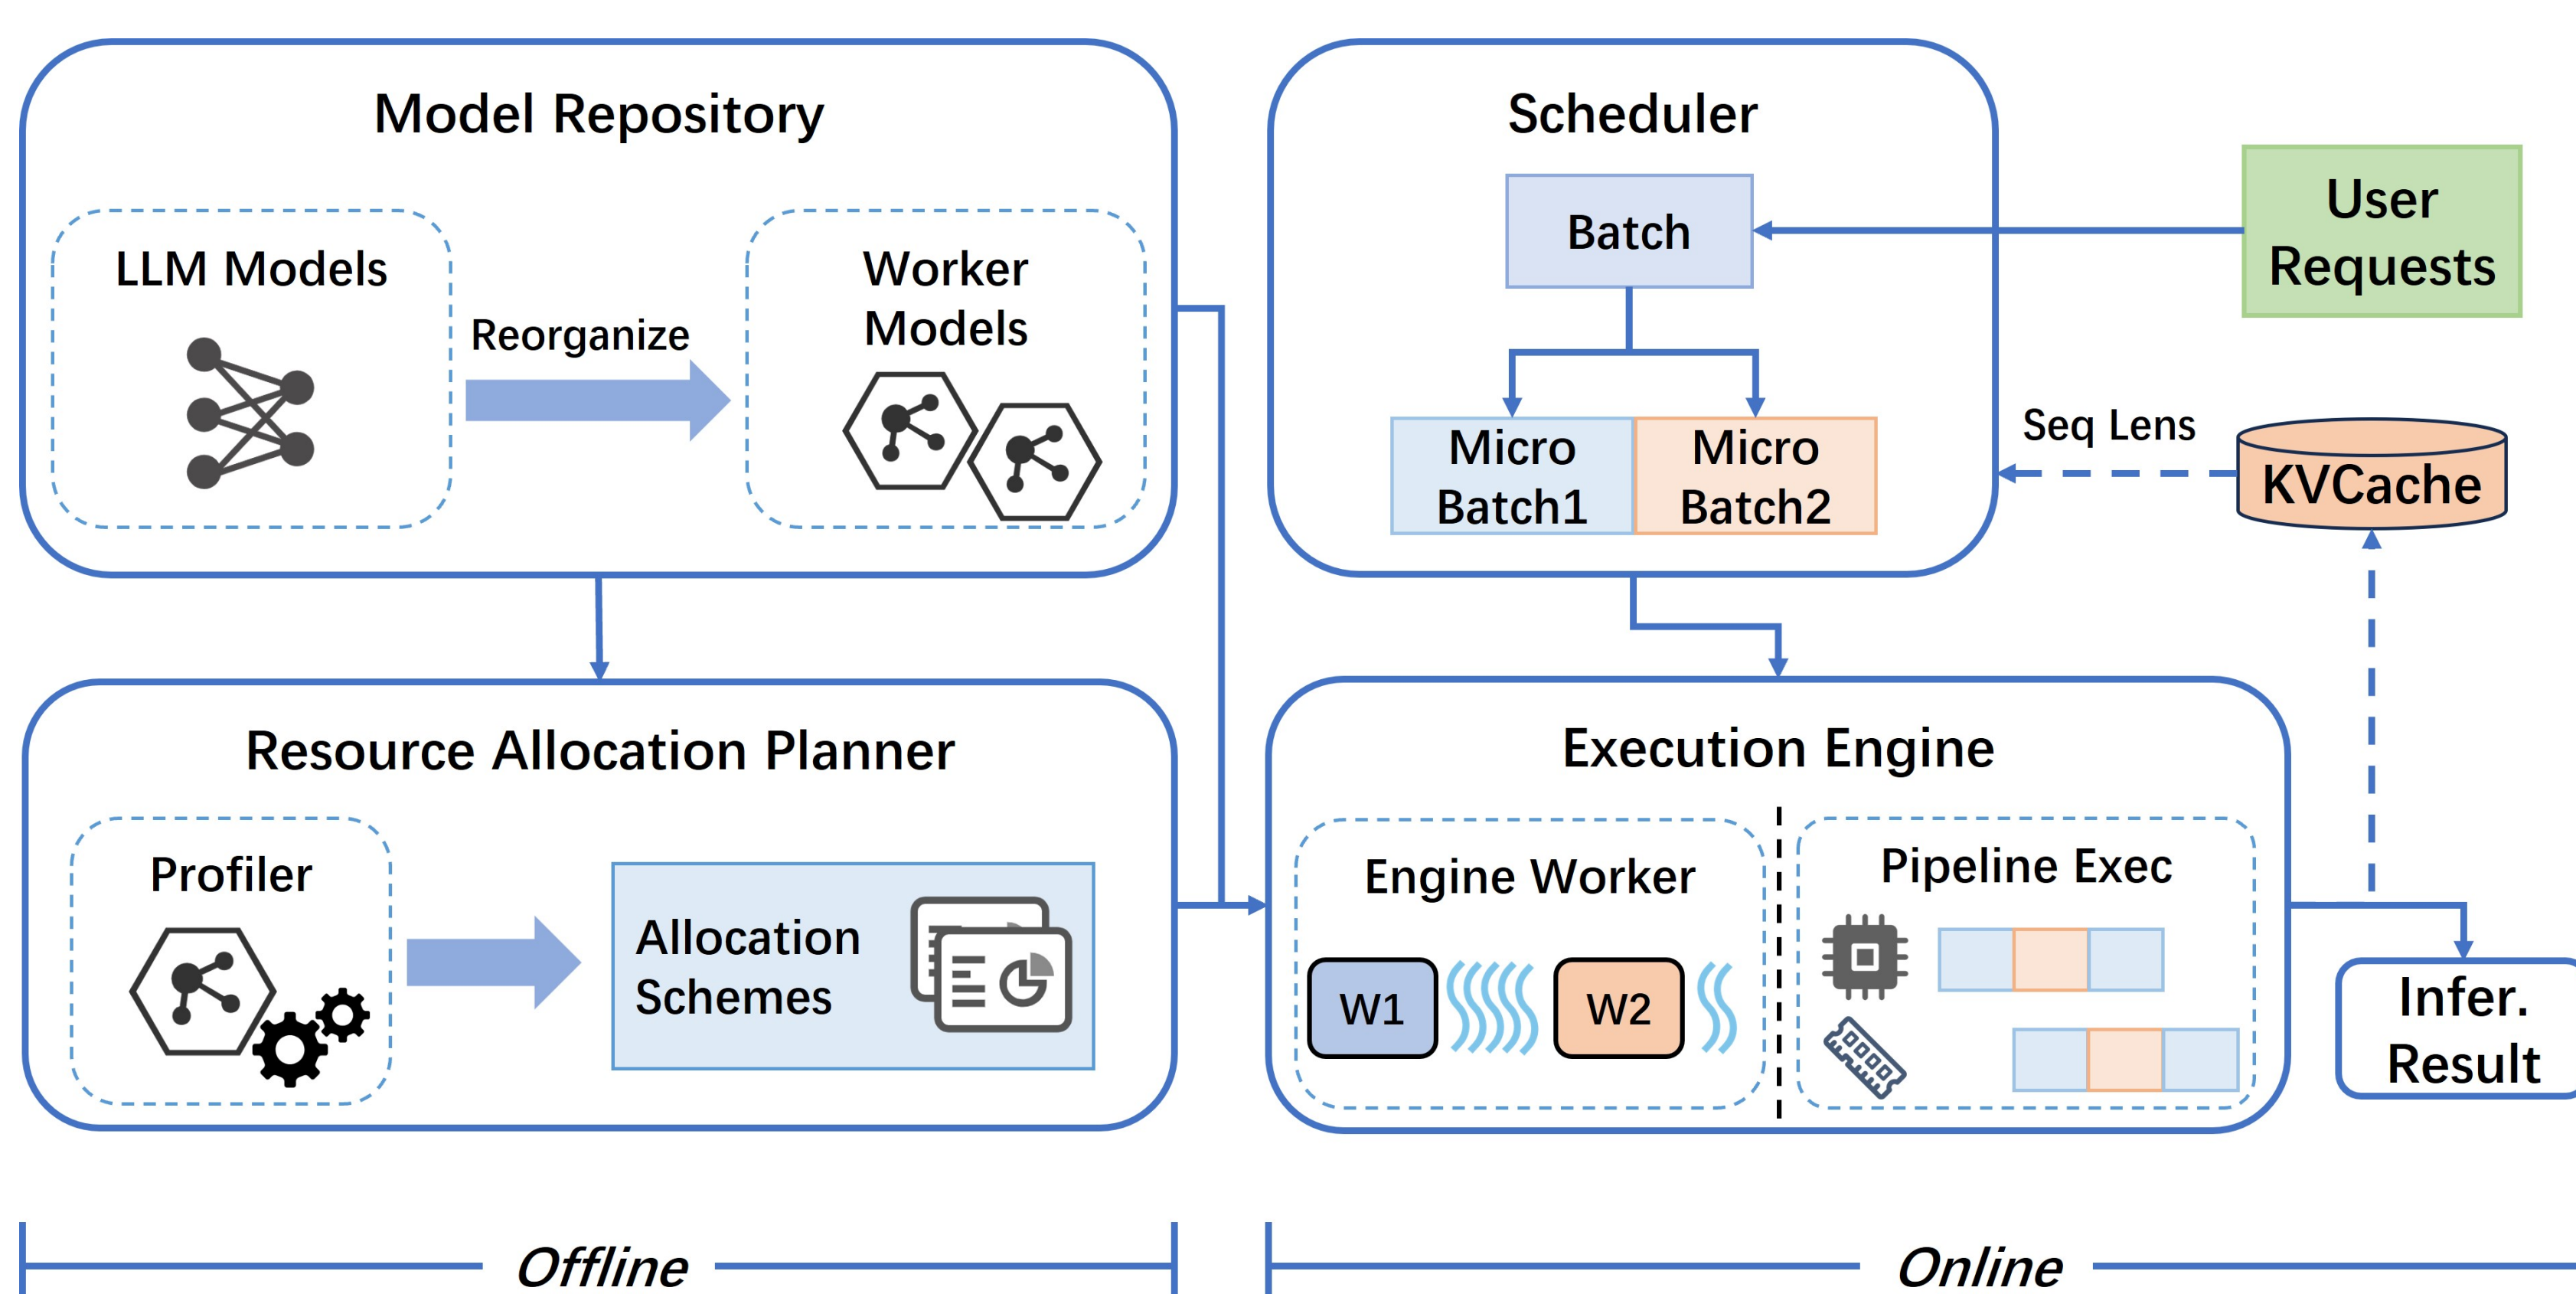 Model Repository
LLM Models
Reorganize
Worker
Models
Scheduler
Batch
Micro
Batch1
Micro
Batch2
User
Requests
Seq Lens
KVCache
Resource Allocation Planner
Profiler
Allocation
Schemes
Execution Engine
Engine Worker
W1
W2
Pipeline Exec
Infer.
Result
Offline
Online